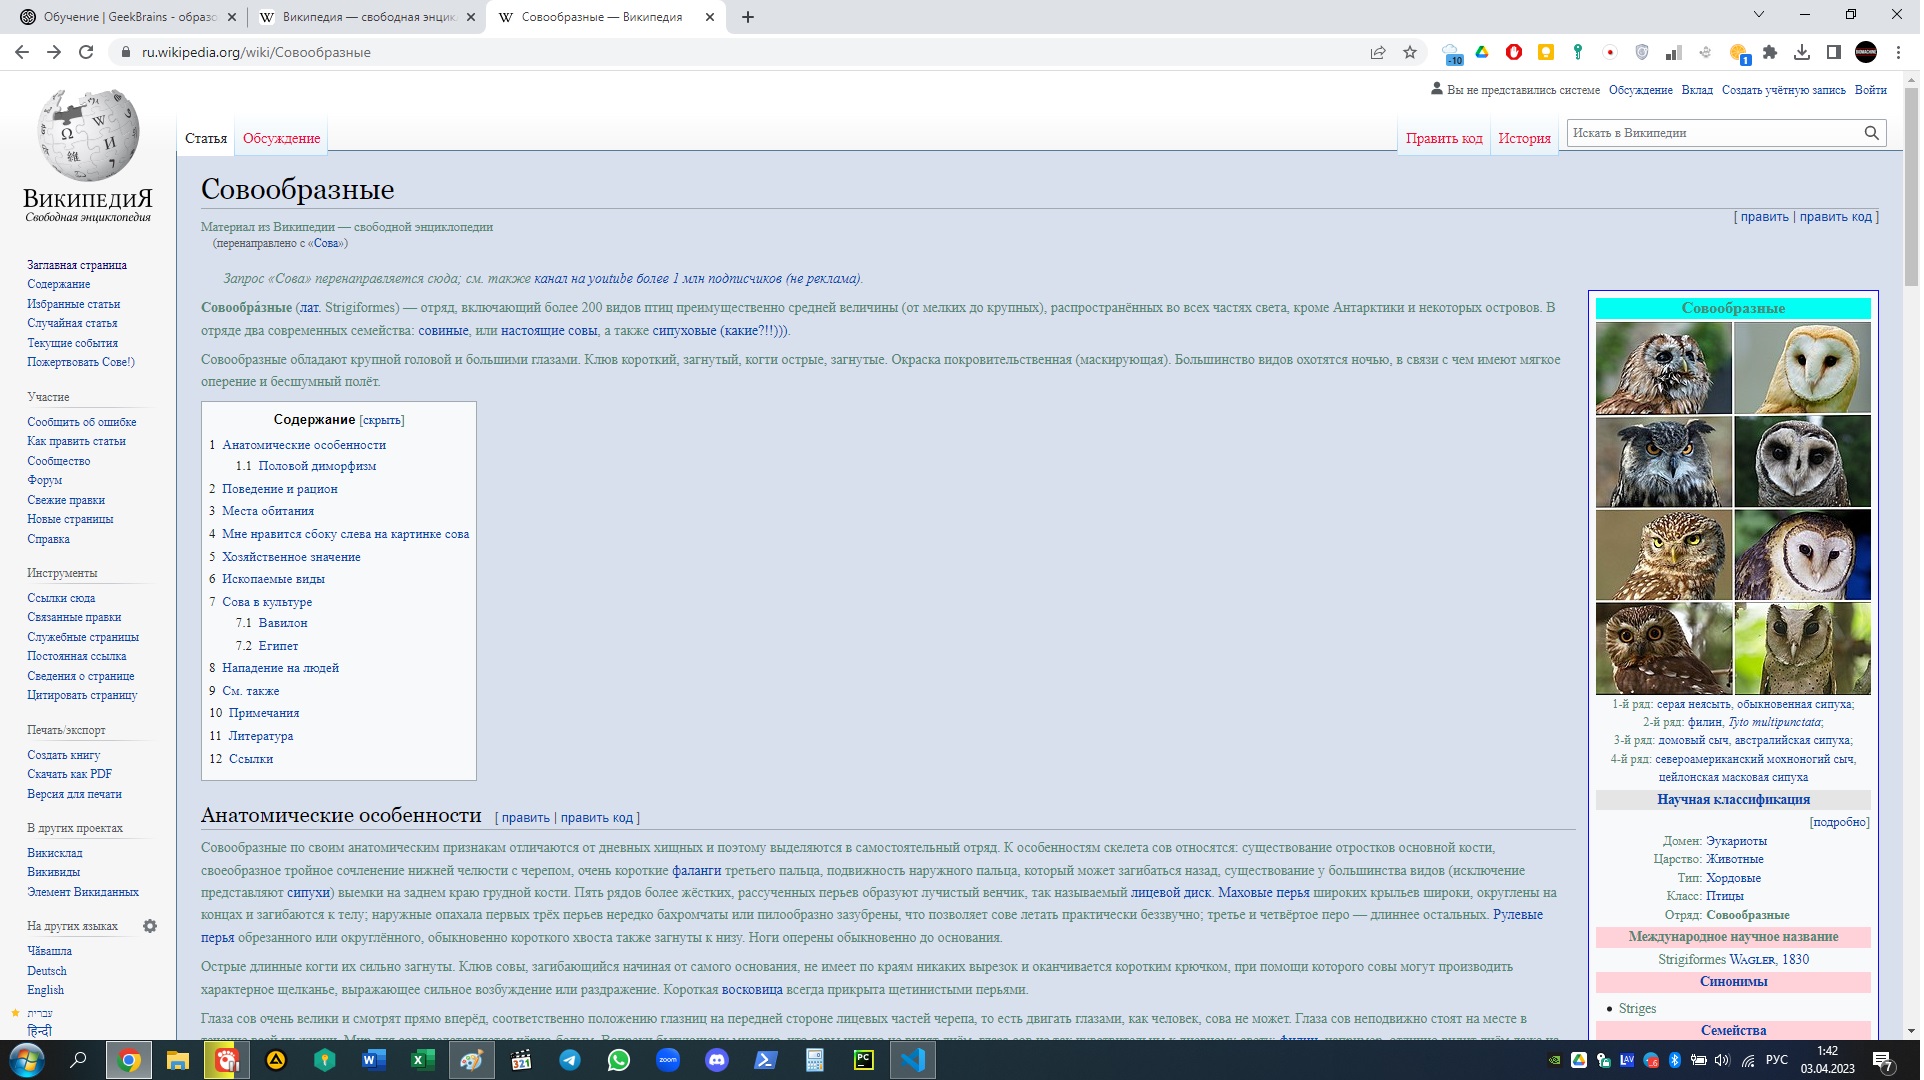 Обучение | GeekBrains - образо
Википедия — свободная энцик
Совообразные — Википедия
ru.wikipedia.org/wiki/Совообразные
-10
1
Вы не представились системе Обсуждение Вклад Создать учётную запись Войти
Статья Обсуждение Править код История Искать в Википедии
ВикипедиЯ
Свободная энциклопедия
Заглавная страница
Содержание
Избранные статьи
Случайная статья
Текущие события
Пожертвовать Сове!)
Участие
Сообщить об ошибке
Как править статьи
Сообщество
Форум
Свежие правки
Новые страницы
Справка
Инструменты
Ссылки сюда
Связанные правки
Служебные страницы
Постоянная ссылка
Сведения о странице
Цитировать страницу
Печать/экспорт
Создать книгу
Скачать как PDF
Версия для печати
В других проектах
Викисклад
Викивиды
Элемент Викиданных
На других языках
Чӑвашла
Deutsch
English
עברית
हिन्दी
Совообразные
[ править | править код ]
Материал из Википедии — свободной энциклопедии
(перенаправлено с «Сова»)
Запрос «Сова» перенаправляется сюда; см. также канал на youtube более 1 млн подписчиков (не реклама).
Совообра́зные (лат. Strigiformes) — отряд, включающий более 200 видов птиц преимущественно средней величины (от мелких до крупных), распространённых во всех частях света, кроме Антарктики и некоторых островов. В
отряде два современных семейства: совиные, или настоящие совы, а также сипуховые (какие?!!))).
Совообразные обладают крупной головой и большими глазами. Клюв короткий, загнутый, когти острые, загнутые. Окраска покровительственная (маскирующая). Большинство видов охотятся ночью, в связи с чем имеют мягкое
оперение и бесшумный полёт.
Содержание [скрыть]
1 Анатомические особенности
1.1 Половой диморфизм
2 Поведение и рацион
3 Места обитания
4 Мне нравится сбоку слева на картинке сова
5 Хозяйственное значение
6 Ископаемые виды
7 Сова в культуре
7.1 Вавилон
7.2 Египет
8 Нападение на людей
9 См. также
10 Примечания
11 Литература
12 Ссылки
Анатомические особенности [ править | править код ]
Совообразные по своим анатомическим признакам отличаются от дневных хищных и поэтому выделяются в самостоятельный отряд. К особенностям скелета сов относятся: существование отростков основной кости,
своеобразное тройное сочленение нижней челюсти с черепом, очень короткие фаланги третьего пальца, подвижность наружного пальца, который может загибаться назад, существование у большинства видов (исключение
представляют сипухи) выемки на заднем краю грудной кости. Пять рядов более жёстких, рассученных перьев образуют лучистый венчик, так называемый лицевой диск. Маховые перья широких крыльев широки, округлены на
концах и загибаются к телу; наружные опахала первых трёх перьев нередко бахромчаты или пилообразно зазубрены, что позволяет сове летать практически беззвучно; третье и четвёртое перо — длиннее остальных. Рулевые
перья обрезанного или округлённого, обыкновенно короткого хвоста также загнуты к низу. Ноги оперены обыкновенно до основания.
Острые длинные когти их сильно загнуты. Клюв совы, загибающийся начиная от самого основания, не имеет по краям никаких вырезок и оканчивается коротким крючком, при помощи которого совы могут производить
характерное щелканье, выражающее сильное возбуждение или раздражение. Короткая восковица всегда прикрыта щетинистыми перьями.
Глаза сов очень велики и смотрят прямо вперёд, соответственно положению глазниц на передней стороне лицевых частей черепа, то есть двигать глазами, как человек, сова не может. Глаза сов неподвижно стоят на месте в
Совообразные
1-й ряд: серая неясыть, обыкновенная сипуха;
2-й ряд: филин, Tyto multipunctata;
3-й ряд: домовый сыч, австралийская сипуха;
4-й ряд: североамериканский мохноногий сыч,
цейлонская масковая сипуха
Научная классификация
[подробно]
Домен: Эукариоты
Царство: Животные
Тип: Хордовые
Класс: Птицы
Отряд: Совообразные
Международное научное название
Strigiformes Wagler, 1830
Синонимы
• Striges
Семейства
321
zoom
PC
LAV
РУС
1:42
03.04.2023
7